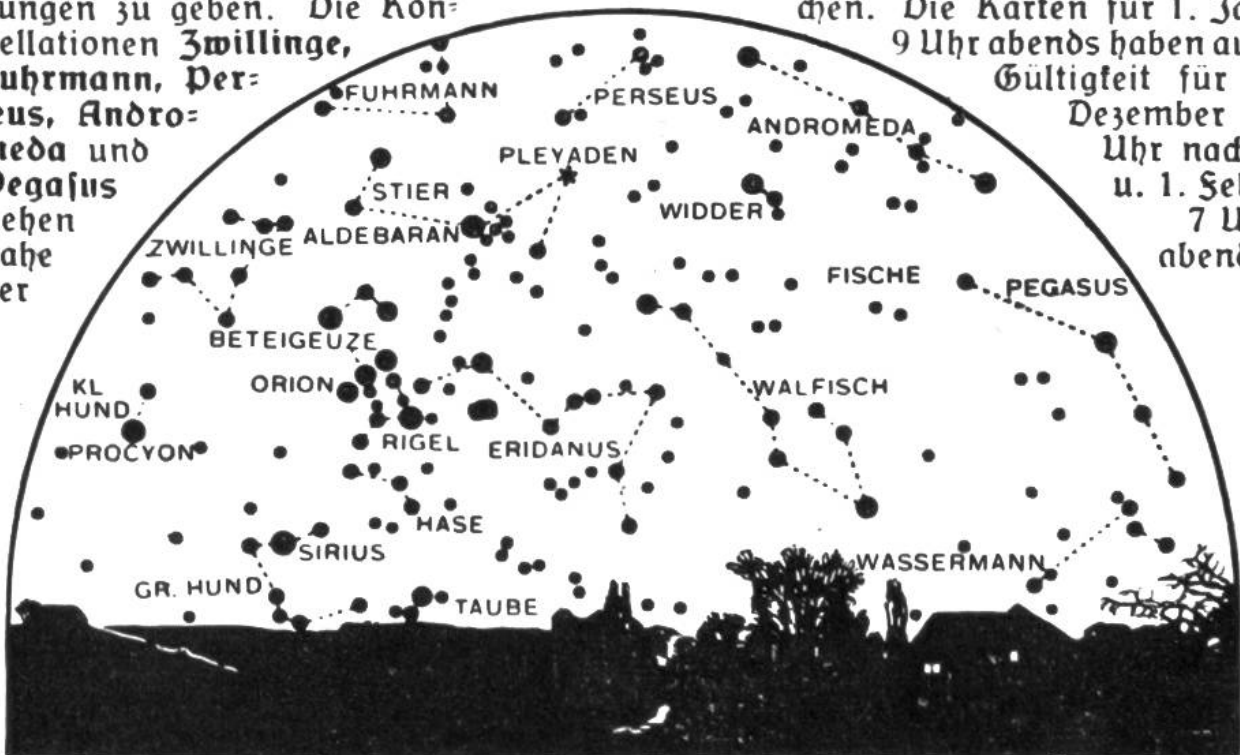 ungen zu geben. Die Kon=
ellationen Zwillinge,
uhrmann, Per=
eus, Andro=
eda und
Pegasus
ehen
ahe
er
chen. Die Karten für 1. Ja
9 Uhr abends haben au
Gültigkeit für
Dezember
Uhr nach
u. 1. Feb
7 U
abend
FUHRMANN
PERSEUS
ANDROMEDA
PLEYADEN
STIER
WIDDER
ALDEBARAN
ZWILLINGE
FISCHE
PEGASUS
BETEIGEUZE
ORION
KL
HUND
WALFISCH
RIGEL
ERIDANUS
PROCYON
HASE
SIRIUS
WASSERMANN
GR. HUND
TAUBE